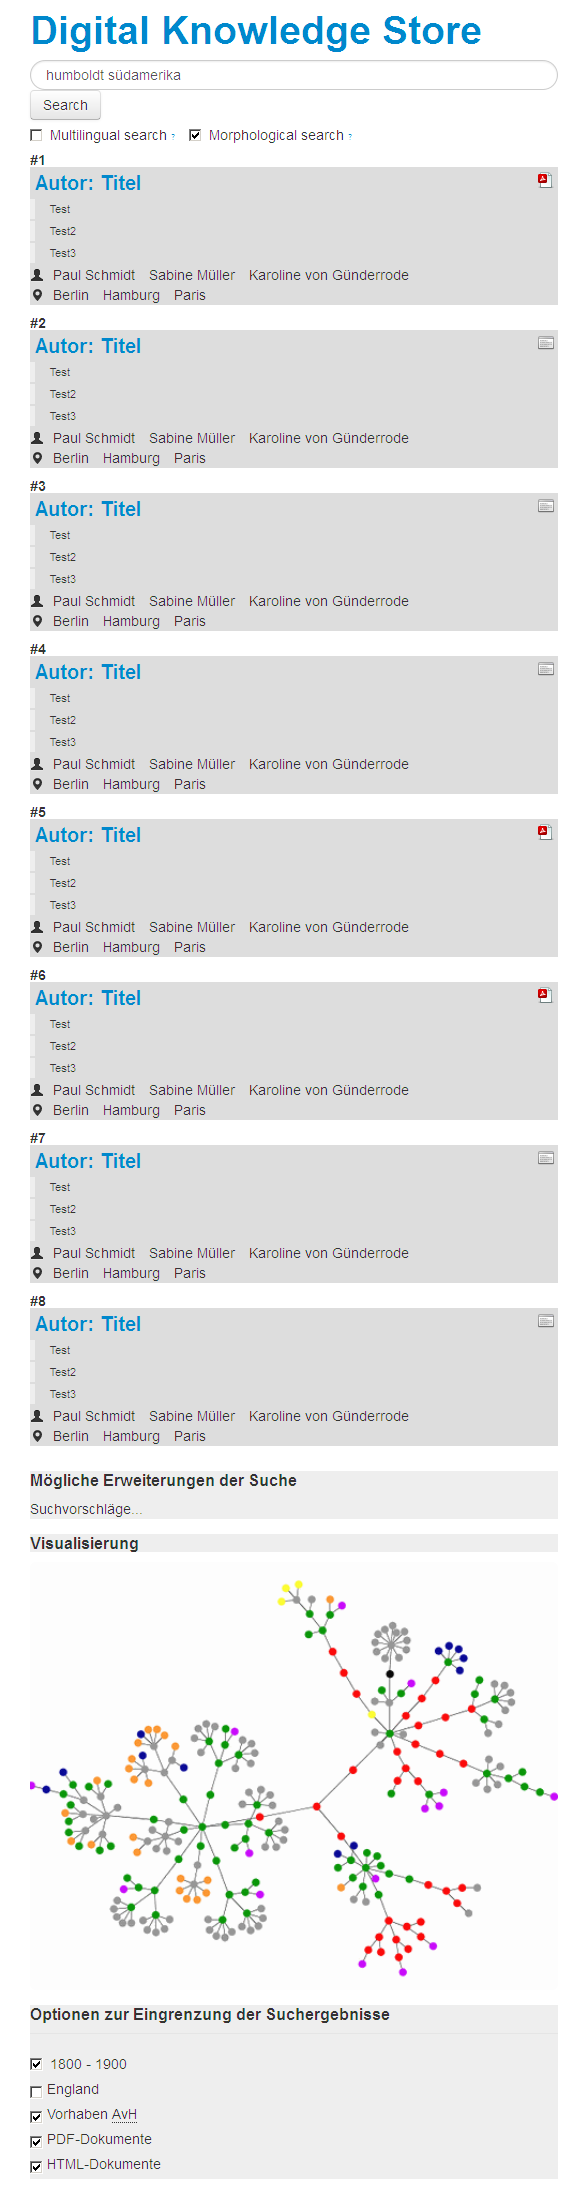 Digital Knowledge Store
humboldt südamerika
Search
Multilingual search ? Morphological search ?
#1
Autor: Titel
Test
Test2
Test3
Paul Schmidt Sabine Müller Karoline von Günderrode
Berlin Hamburg Paris
#2
Autor: Titel
Test
Test2
Test3
Paul Schmidt Sabine Müller Karoline von Günderrode
Berlin Hamburg Paris
#3
Autor: Titel
Test
Test2
Test3
Paul Schmidt Sabine Müller Karoline von Günderrode
Berlin Hamburg Paris
#4
Autor: Titel
Test
Test2
Test3
Paul Schmidt Sabine Müller Karoline von Günderrode
Berlin Hamburg Paris
#5
Autor: Titel
Test
Test2
Test3
Paul Schmidt Sabine Müller Karoline von Günderrode
Berlin Hamburg Paris
#6
Autor: Titel
Test
Test2
Test3
Paul Schmidt Sabine Müller Karoline von Günderrode
Berlin Hamburg Paris
#7
Autor: Titel
Test
Test2
Test3
Paul Schmidt Sabine Müller Karoline von Günderrode
Berlin Hamburg Paris
#8
Autor: Titel
Test
Test2
Test3
Paul Schmidt Sabine Müller Karoline von Günderrode
Berlin Hamburg Paris
Mögliche Erweiterungen der Suche
Suchvorschläge...
Visualisierung
Optionen zur Eingrenzung der Suchergebnisse
1800 - 1900
England
Vorhaben AvH
PDF-Dokumente
HTML-Dokumente